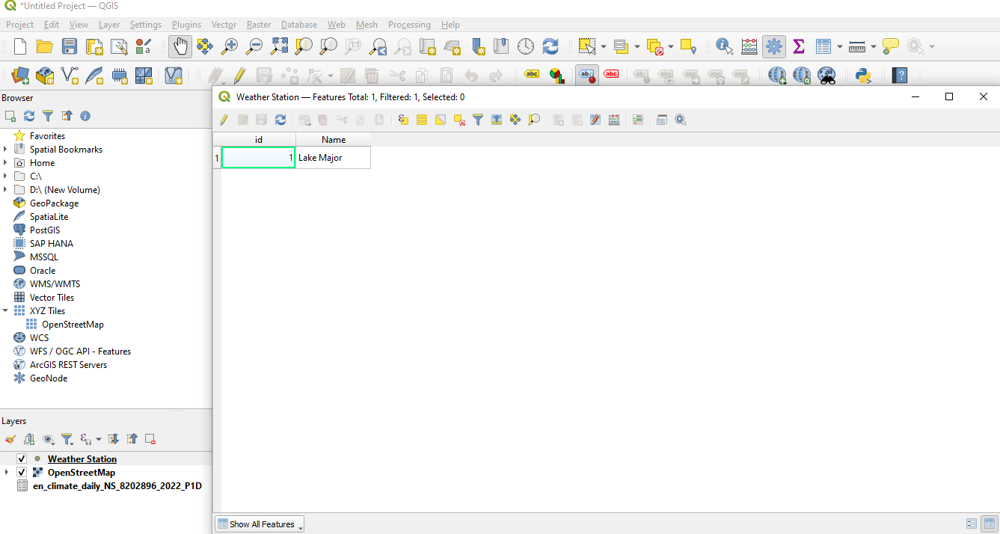 *Untitled Project — QGIS
Project Edit View Layer Settings Plugins Vector Raster Database Web Mesh Processing Help
abc ab abc
Browser
Favorites
Spatial Bookmarks
Home
C:\
D:\ (New Volume)
GeoPackage
SpatiaLite
PostGIS
SAP HANA
MSSQL
Oracle
WMS/WMTS
Vector Tiles
XYZ Tiles
OpenStreetMap
WCS
WFS / OGC API - Features
ArcGIS REST Servers
GeoNode
Layers
Weather Station
OpenStreetMap
en_climate_daily_NS_8202896_2022_P1D
Weather Station — Features Total: 1, Filtered: 1, Selected: 0
id Name
1 1 Lake Major
Show All Features